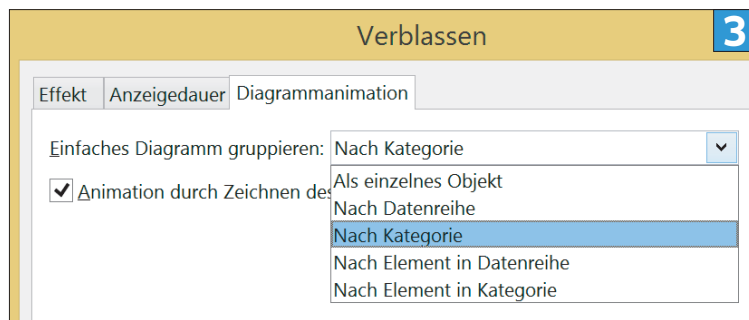 Verblassen
3
Effekt Anzeigedauer Diagrammanimation
Einfaches Diagramm gruppieren: Nach Kategorie
Als einzelnes Objekt
Animation durch Zeichnen des
Nach Datenreihe
Nach Kategorie
Nach Element in Datenreihe
Nach Element in Kategorie